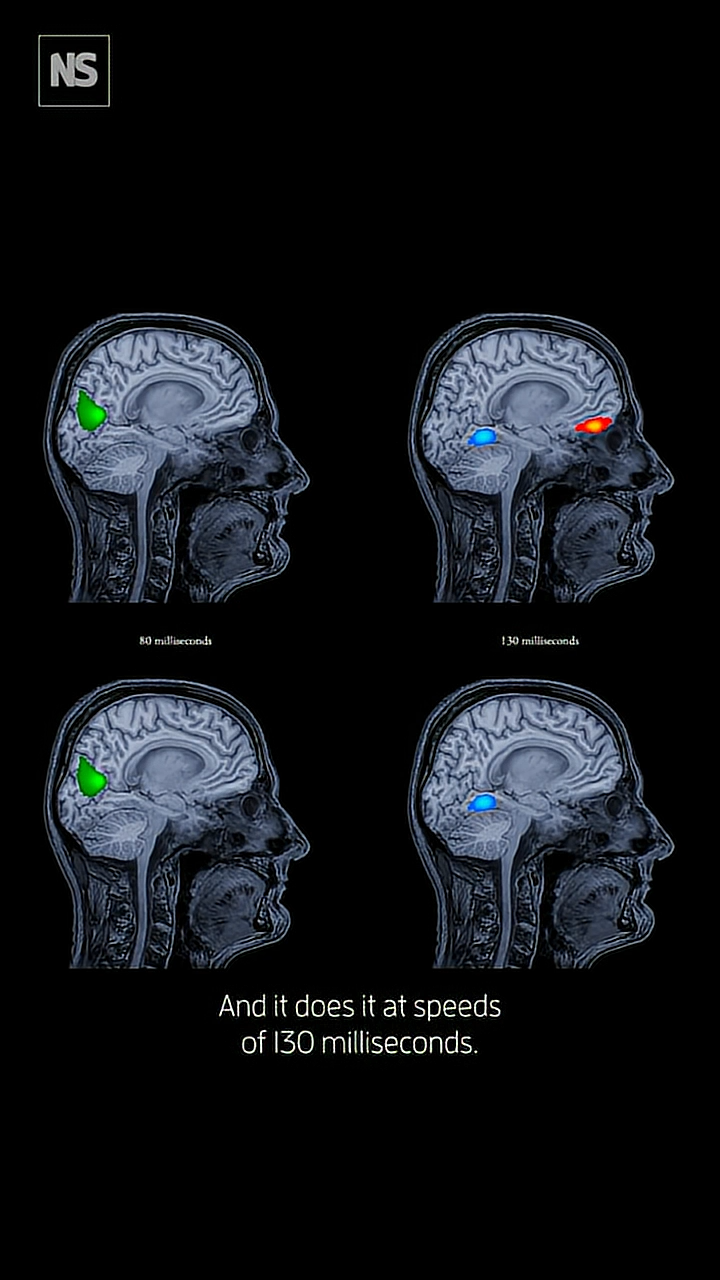 NS
80 milliseconds
130 milliseconds
And it does it at speeds
of 130 milliseconds.